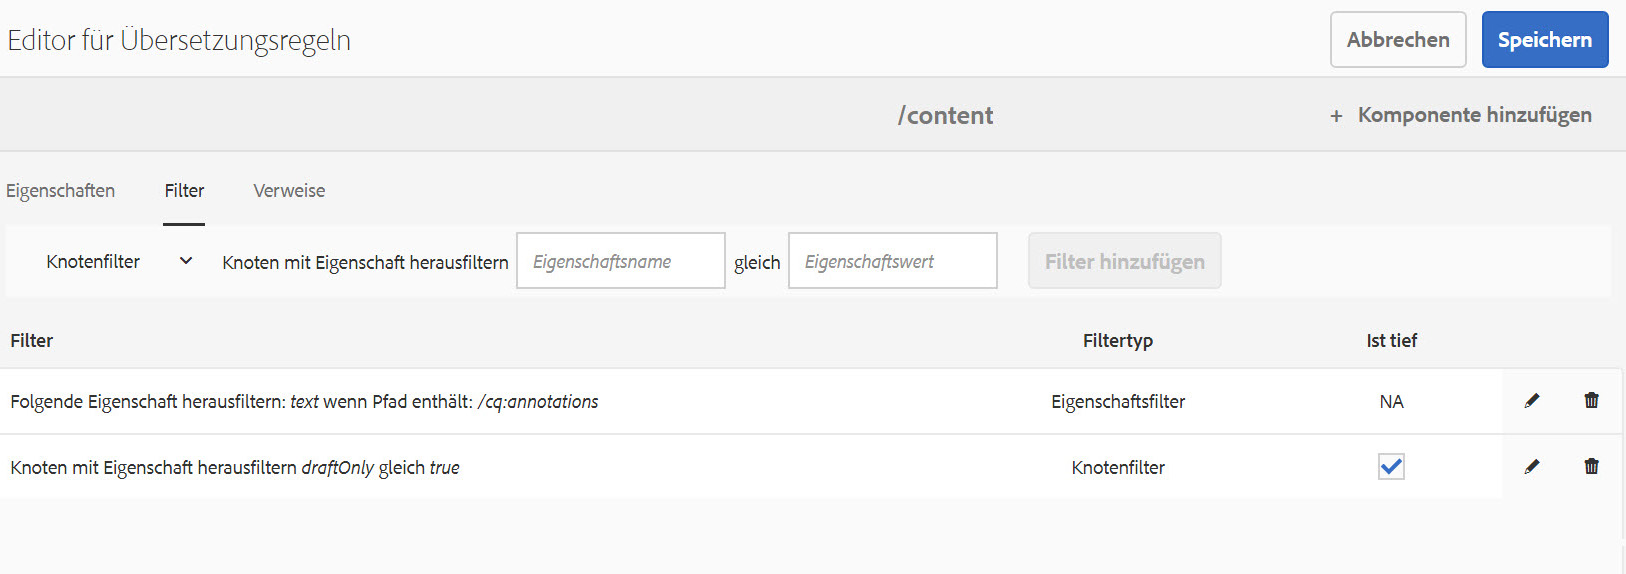 Editor für Übersetzungsregeln
Abbrechen
Speichern
/content
+ Komponente hinzufügen
Eigenschaften Filter Verweise
Knotenfilter Knoten mit Eigenschaft herausfiltern Eigenschaftsname gleich Eigenschaftswert Filter hinzufügen
Filter Filtertyp Ist tief
Folgende Eigenschaft herausfiltern: text wenn Pfad enthält: /cq:annotations Eigenschaftsfilter NA
Knoten mit Eigenschaft herausfiltern draftOnly gleich true Knotenfilter